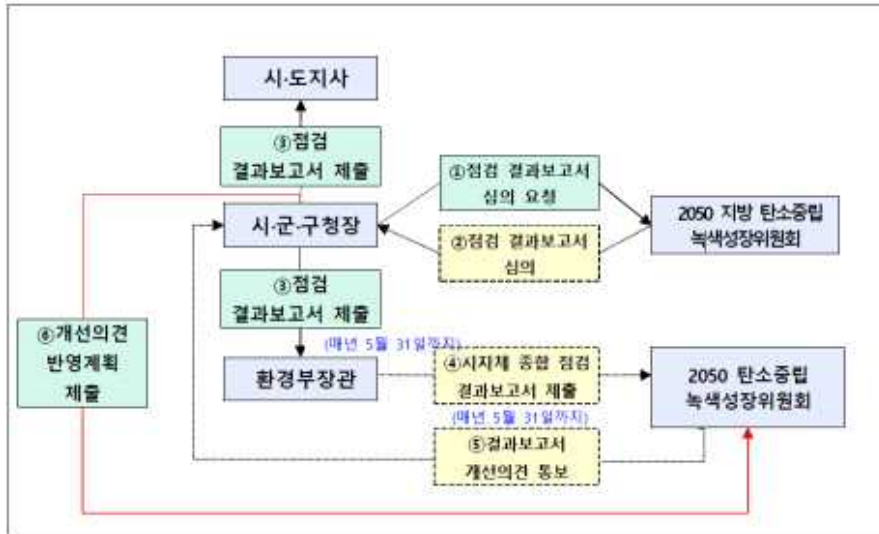 시·도지사
③점검
결과보고서 제출
①점검 결과보고서
심의 요청
시·군·구청장
2050 지방 탄소중립
녹색성장위원회
②점검 결과보고서
심의
③점검
결과보고서 제출
⑥개선의견
반영계획
제출
(매년 5월 31일까지)
환경부장관
④지자체 종합 점검
결과보고서 제출
2050 탄소중립
녹색성장위원회
(매년 5월 31일까지)
⑤결과보고서
개선의견 통보